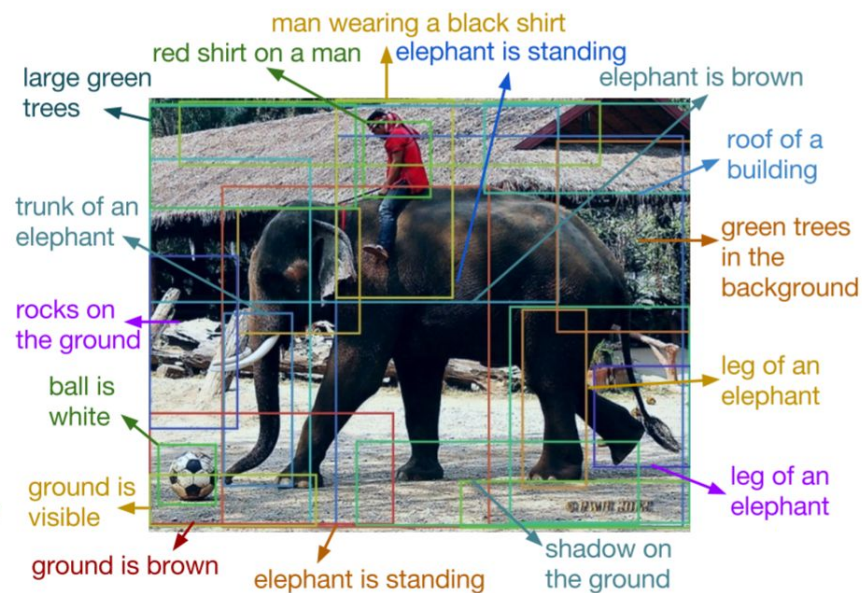 man wearing a black shirt
red shirt on a man
elephant is standing
large green
trees
elephant is brown
roof of a
building
trunk of an
elephant
green trees
in the
background
rocks on
the ground
leg of an
elephant
ball is
white
leg of an
elephant
ground is
visible
ground is brown
elephant is standing
shadow on
the ground